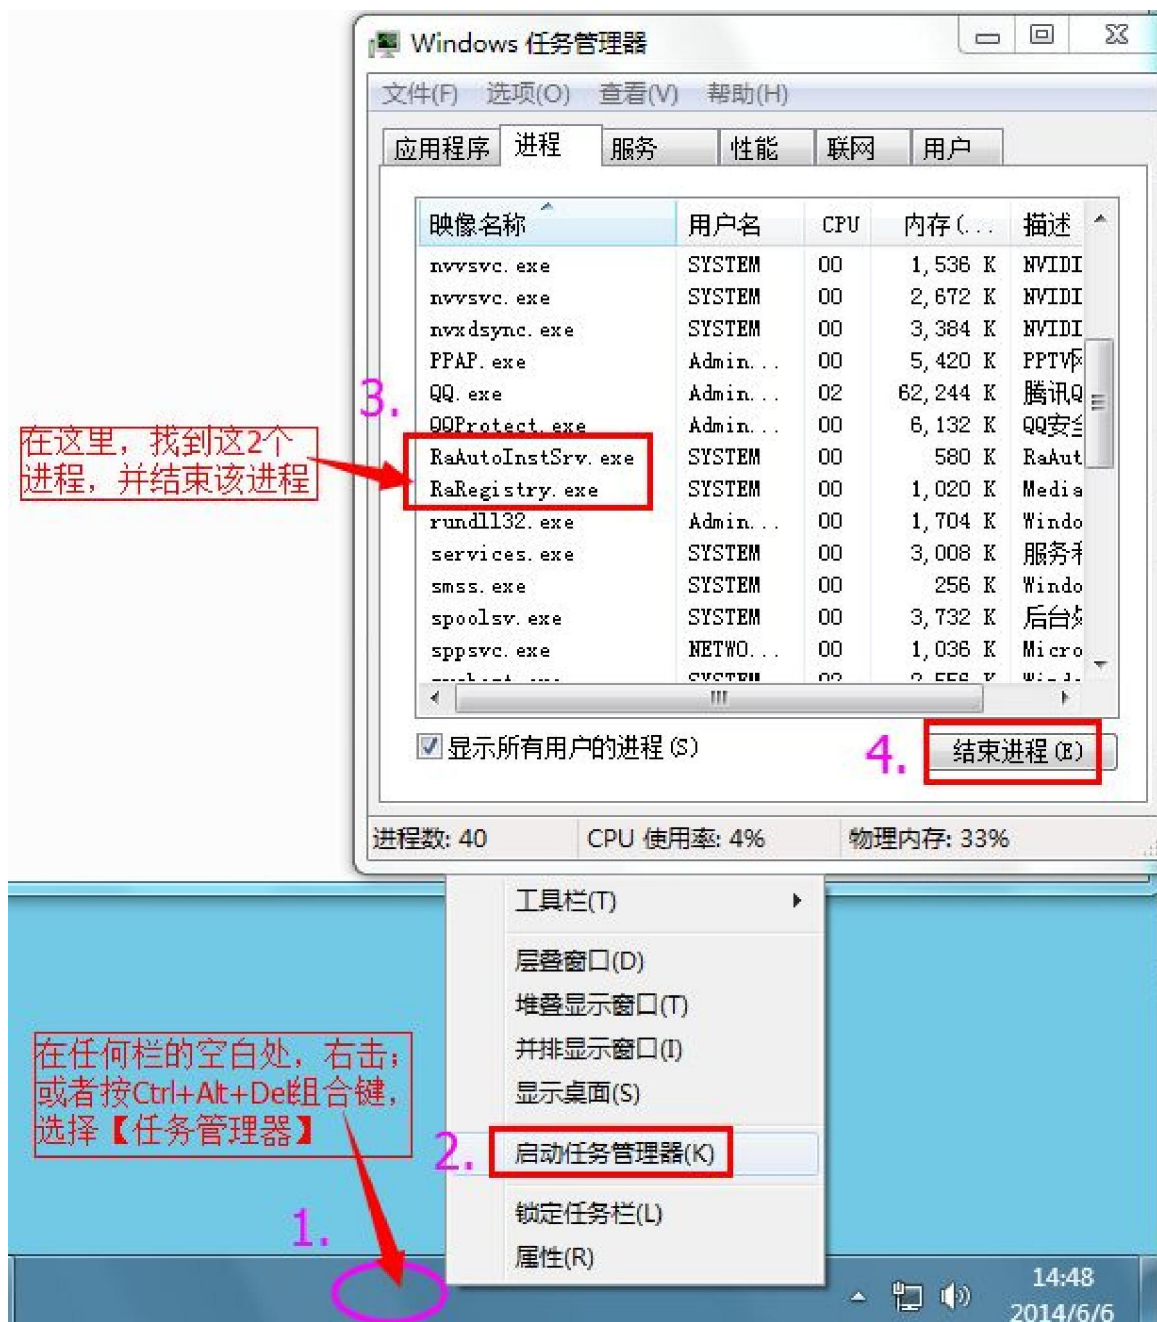 Windows 任务管理器
文件(F) 选项(O) 查看(V) 帮助(H)
应用程序 进程 服务 性能 联网 用户
映像名称 用户名 CPU 内存(... 描述
nvvsvc.exe SYSTEM 00 1,536 K NVIDI
nvvsvc.exe SYSTEM 00 2,672 K NVIDI
nvxdsync.exe SYSTEM 00 3,384 K NVIDI
PPAP.exe Admin... 00 5,420 K PPTV网
QQ.exe Admin... 02 62,244 K 腾讯Q
QQProtect.exe Admin... 00 6,132 K QQ安全
RaAutoInstSrv.exe SYSTEM 00 580 K RaAut
RaRegistry.exe SYSTEM 00 1,020 K Media
rundll32.exe Admin... 00 1,704 K Windo
services.exe SYSTEM 00 3,008 K 服务和
smss.exe SYSTEM 00 256 K Windo
spoolsv.exe SYSTEM 00 3,732 K 后台处
sppsvc.exe NETWO... 00 1,036 K Micro
3.
在这里，找到这2个
进程，并结束该进程
显示所有用户的进程(S)
4.
结束进程(E)
进程数: 40 CPU 使用率: 4% 物理内存: 33%
工具栏(T)
层叠窗口(D)
堆叠显示窗口(T)
并排显示窗口(I)
显示桌面(S)
2.
启动任务管理器(K)
锁定任务栏(L)
属性(R)
在任何栏的空白处，右击；
或者按Ctrl+Alt+Del组合键，
选择【任务管理器】
1.
14:48
2014/6/6